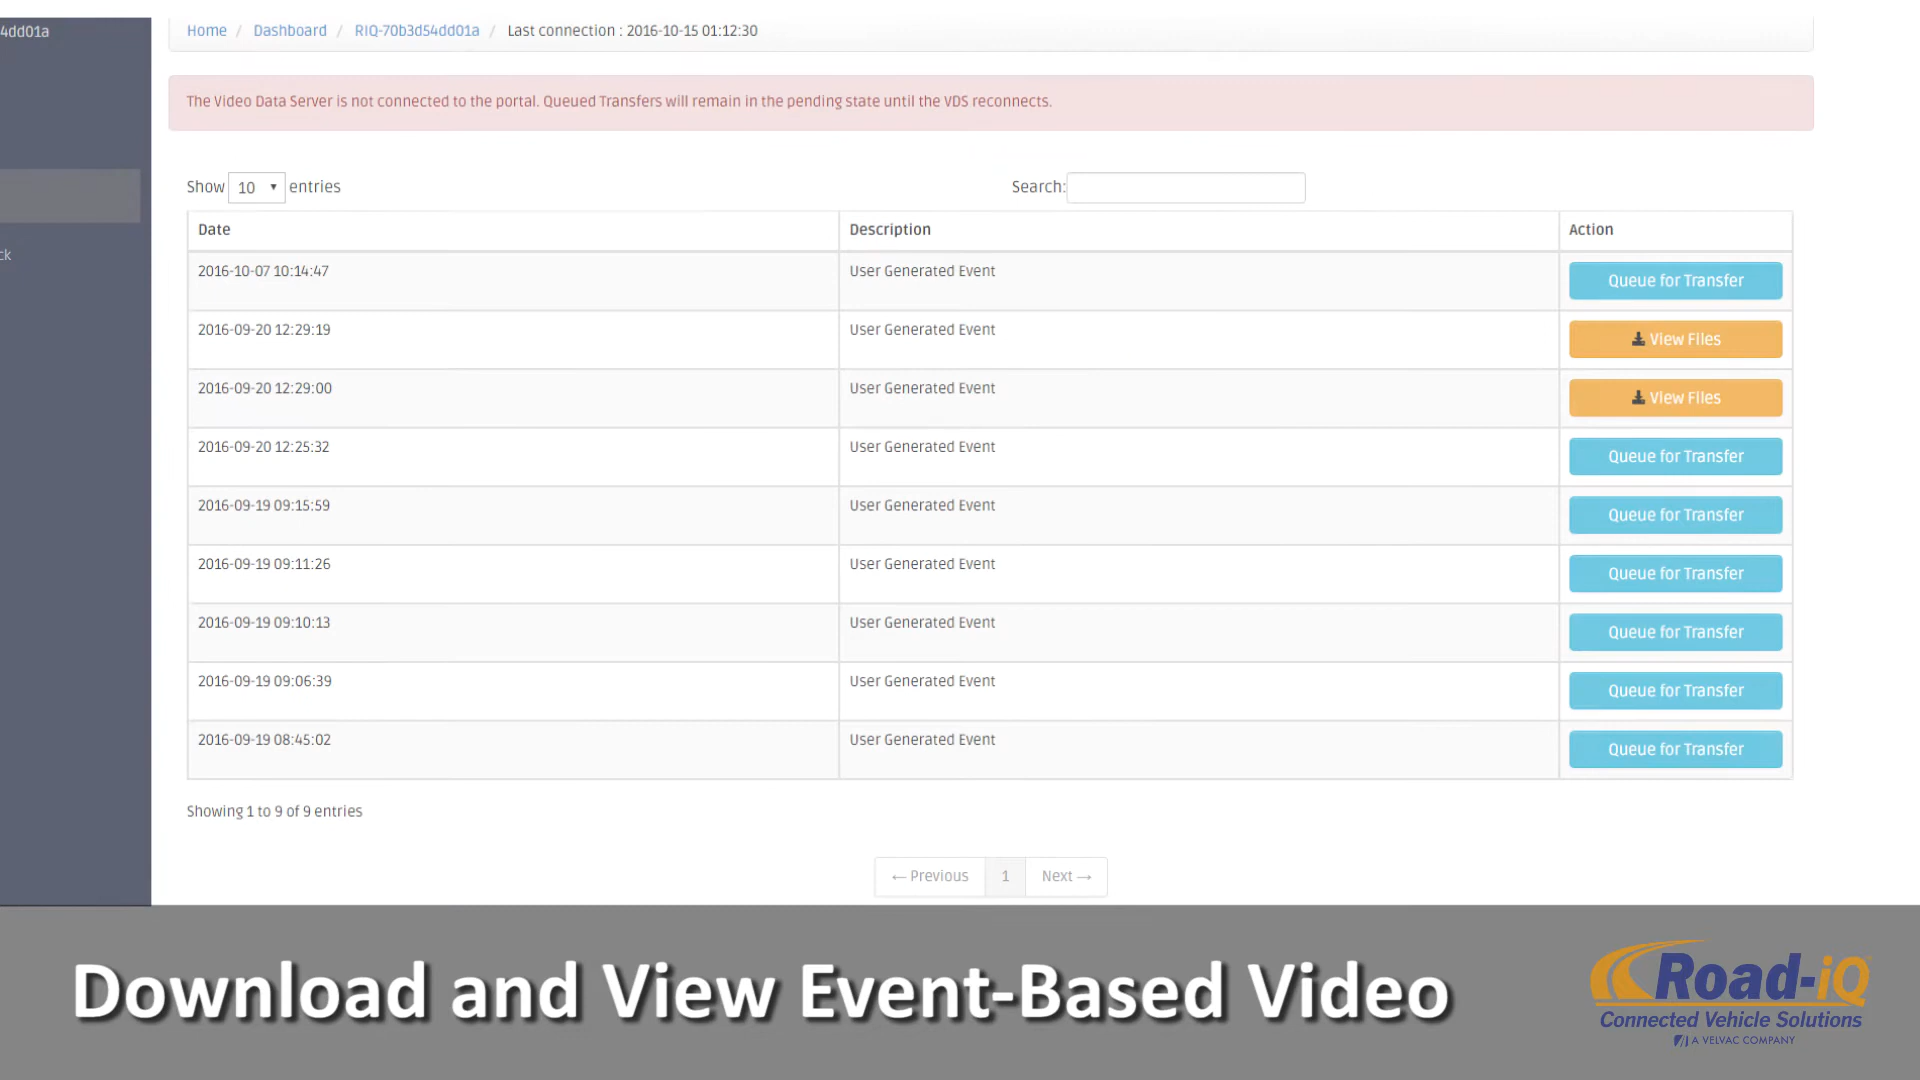 4dd01a
Home / Dashboard / RIQ-70b3d54dd01a / Last connection : 2016-10-15 01:12:30
The Video Data Server is not connected to the portal. Queued Transfers will remain in the pending state until the VDS reconnects.
ck
Show 10 entries Search:
Date Description Action
2016-10-07 10:14:47 User Generated Event Queue for Transfer
2016-09-20 12:29:19 User Generated Event View Files
2016-09-20 12:29:00 User Generated Event View Files
2016-09-20 12:25:32 User Generated Event Queue for Transfer
2016-09-19 09:15:59 User Generated Event Queue for Transfer
2016-09-19 09:11:26 User Generated Event Queue for Transfer
2016-09-19 09:10:13 User Generated Event Queue for Transfer
2016-09-19 09:06:39 User Generated Event Queue for Transfer
2016-09-19 08:45:02 User Generated Event Queue for Transfer
Showing 1 to 9 of 9 entries
← Previous 1 Next →
Download and View Event-Based Video
Road-iQ
Connected Vehicle Solutions
A VELVAC COMPANY